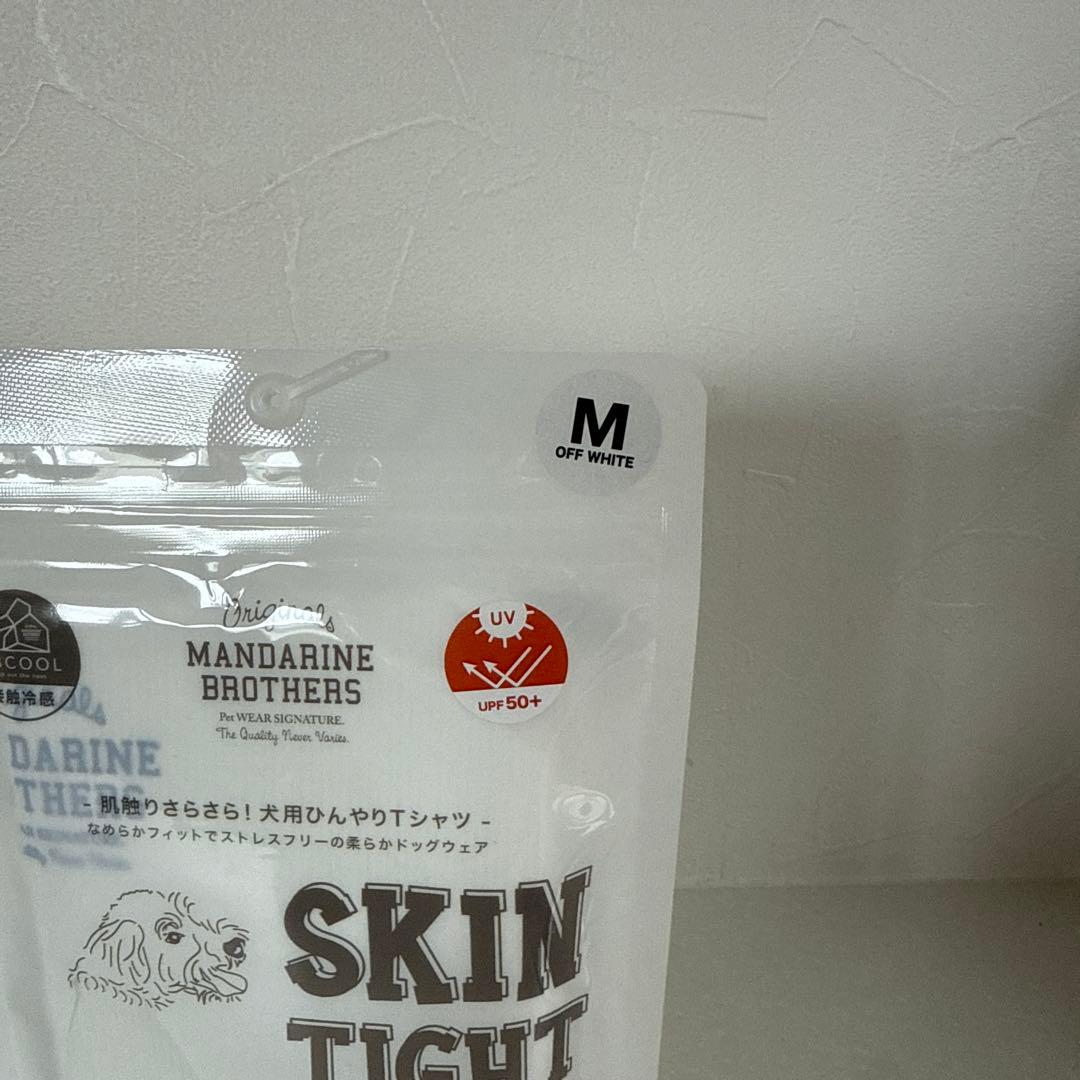 M
OFF WHITE
COOL
触冷感
Originals
MANDARINE
BROTHERS
Pet WEAR SIGNATURE.
The Quality Never Varies.
UV
UPF 50+
DARINE
THERS
- 肌触りさらさら!犬用ひんやりTシャツ -
なめらかフィットでストレスフリーの柔らかドッグウェア
SKIN
TIGHT